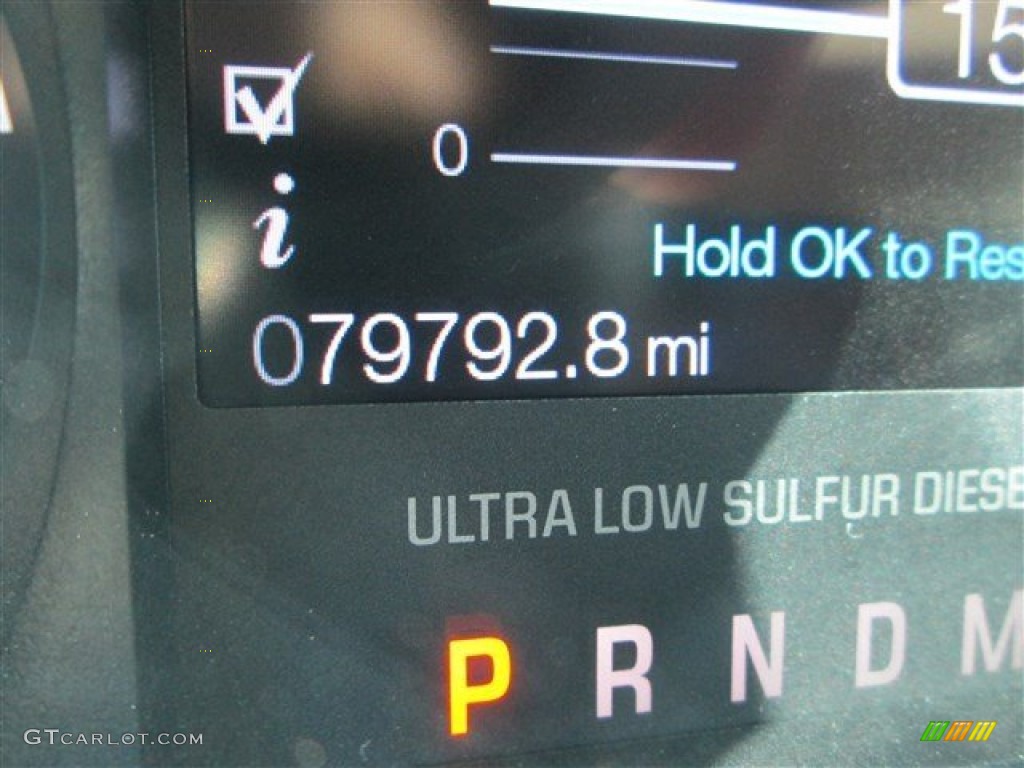 15
0
i
Hold OK to Res
079792.8 mi
ULTRA LOW SULFUR DIESE
P R N D M
GTCARLOT.COM